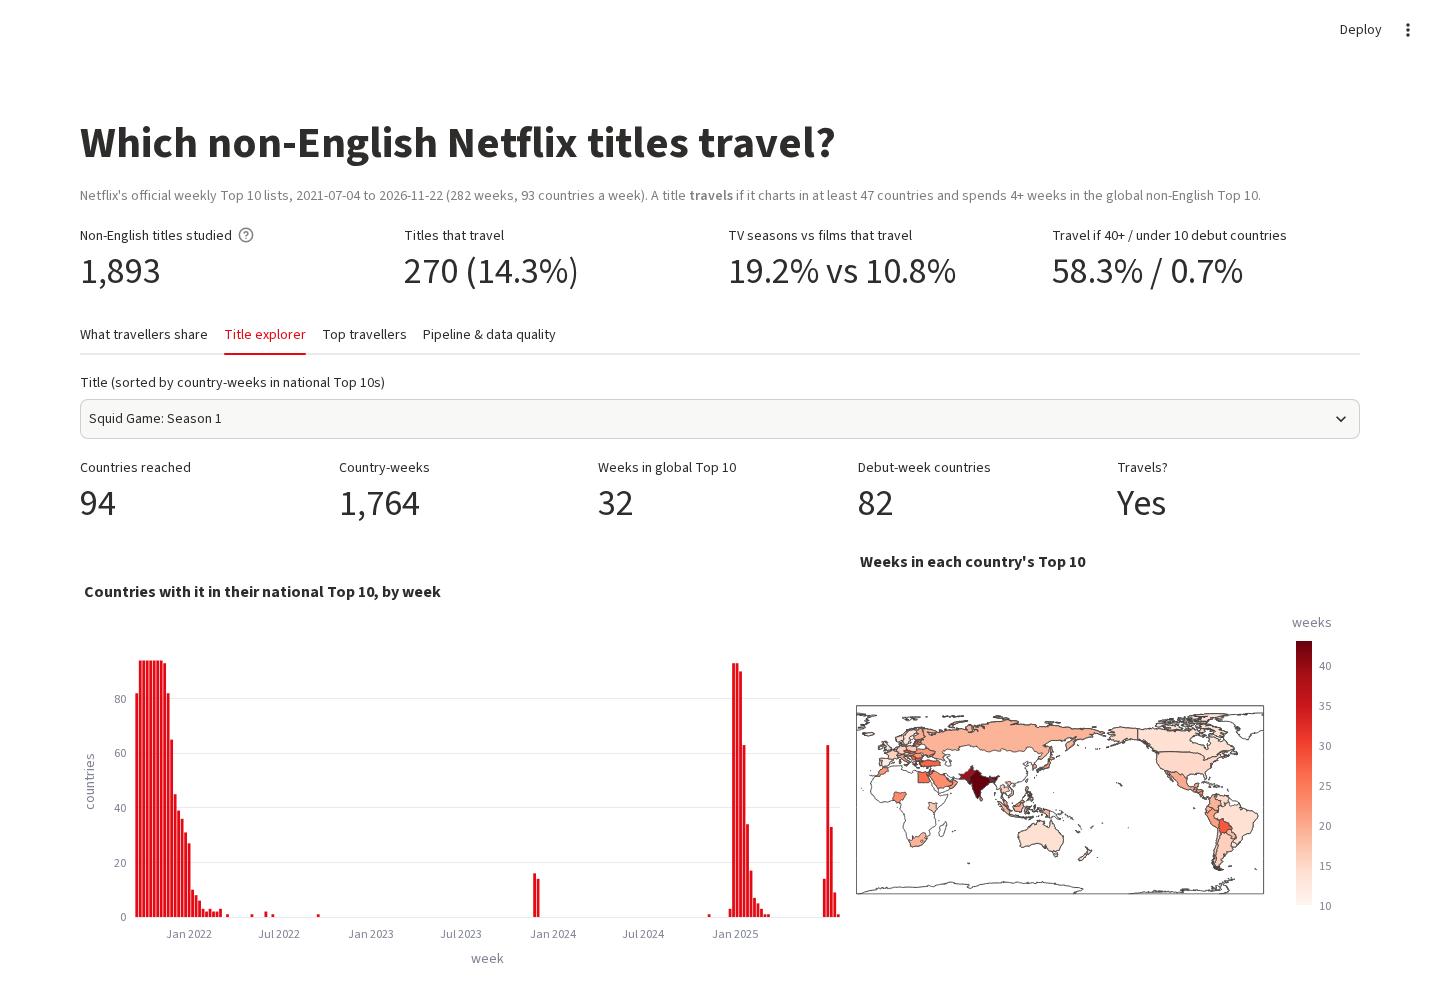 Deploy
Which non-English Netflix titles travel?
Netflix's official weekly Top 10 lists, 2021-07-04 to 2026-11-22 (282 weeks, 93 countries a week). A title travels if it charts in at least 47 countries and spends 4+ weeks in the global non-English Top 10.
Non-English titles studied
1,893
Titles that travel
270 (14.3%)
TV seasons vs films that travel
19.2% vs 10.8%
Travel if 40+ / under 10 debut countries
58.3% / 0.7%
What travellers share
Title explorer
Top travellers
Pipeline & data quality
Title (sorted by country-weeks in national Top 10s)
Squid Game: Season 1
Countries reached
94
Country-weeks
1,764
Weeks in global Top 10
32
Debut-week countries
82
Travels?
Yes
Countries with it in their national Top 10, by week
countries
80
60
40
20
0
Jan 2022
Jul 2022
Jan 2023
Jul 2023
Jan 2024
Jul 2024
Jan 2025
week
Weeks in each country's Top 10
weeks
40
35
30
25
20
15
10